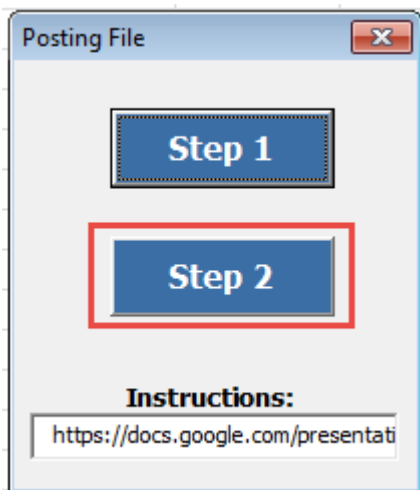 Posting File
Step 1
Step 2
Instructions:
https://docs.google.com/presentati